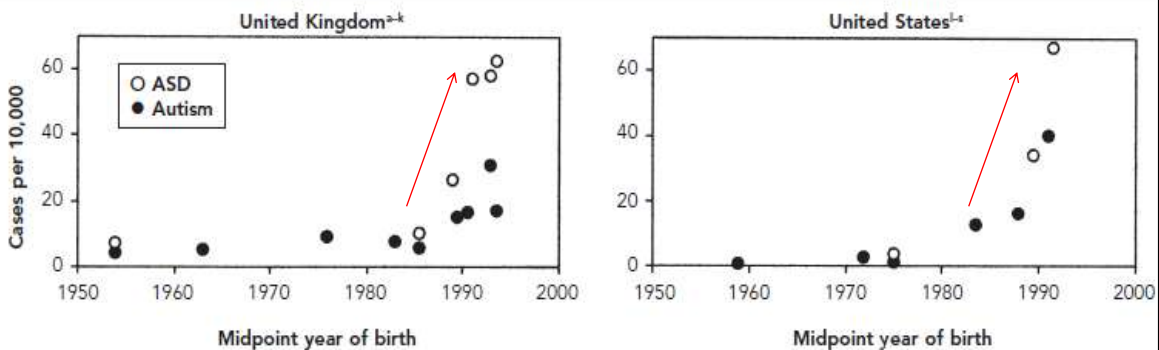 United Kingdomᵃ⁻ᵏ
Cases per 10,000
60
40
20
0
ASD
Autism
1950 1960 1970 1980 1990 2000
Midpoint year of birth
United Statesˡ⁻ˢ
60
40
20
0
1950 1960 1970 1980 1990 2000
Midpoint year of birth